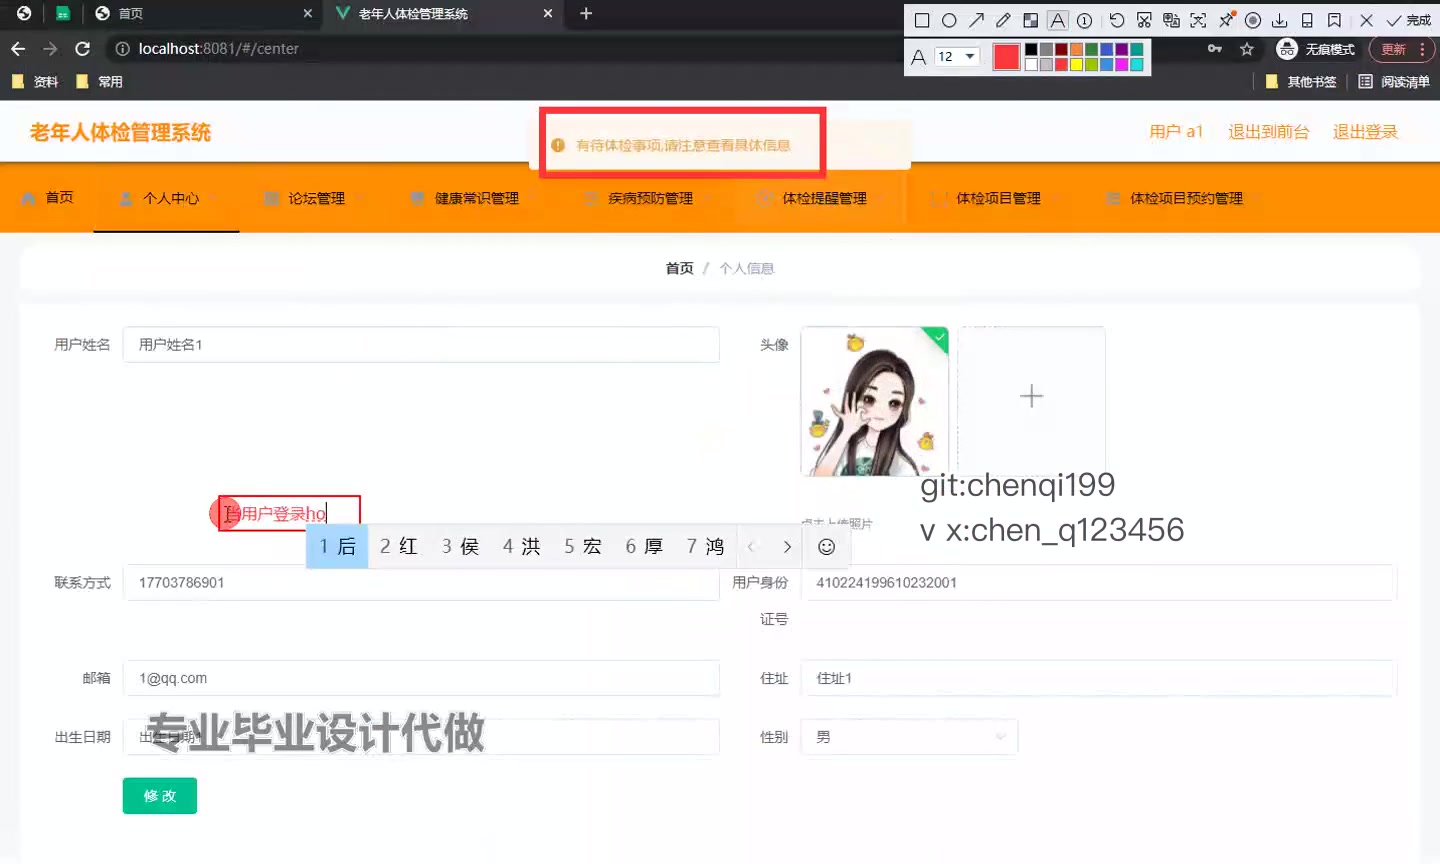 首页
老年人体检管理系统
localhost:8081/#/center
无痕模式
更新
完成
A 12
资料
常用
其他书签
阅读清单
老年人体检管理系统
有待体检事项,请注意查看具体信息
用户 a1
退出到前台
退出登录
首页
个人中心
论坛管理
健康常识管理
疾病预防管理
体检提醒管理
体检项目管理
体检项目预约管理
首页 / 个人信息
用户姓名
用户姓名1
头像
git:chenqi199
v x:chen_q123456
点击上传照片
当用户登录ho
1 后 2 红 3 侯 4 洪 5 宏 6 厚 7 鸿
联系方式
17703786901
用户身份证号
410224199610232001
邮箱
1@qq.com
住址
住址1
出生日期
专业毕业设计代做
性别
男
修改